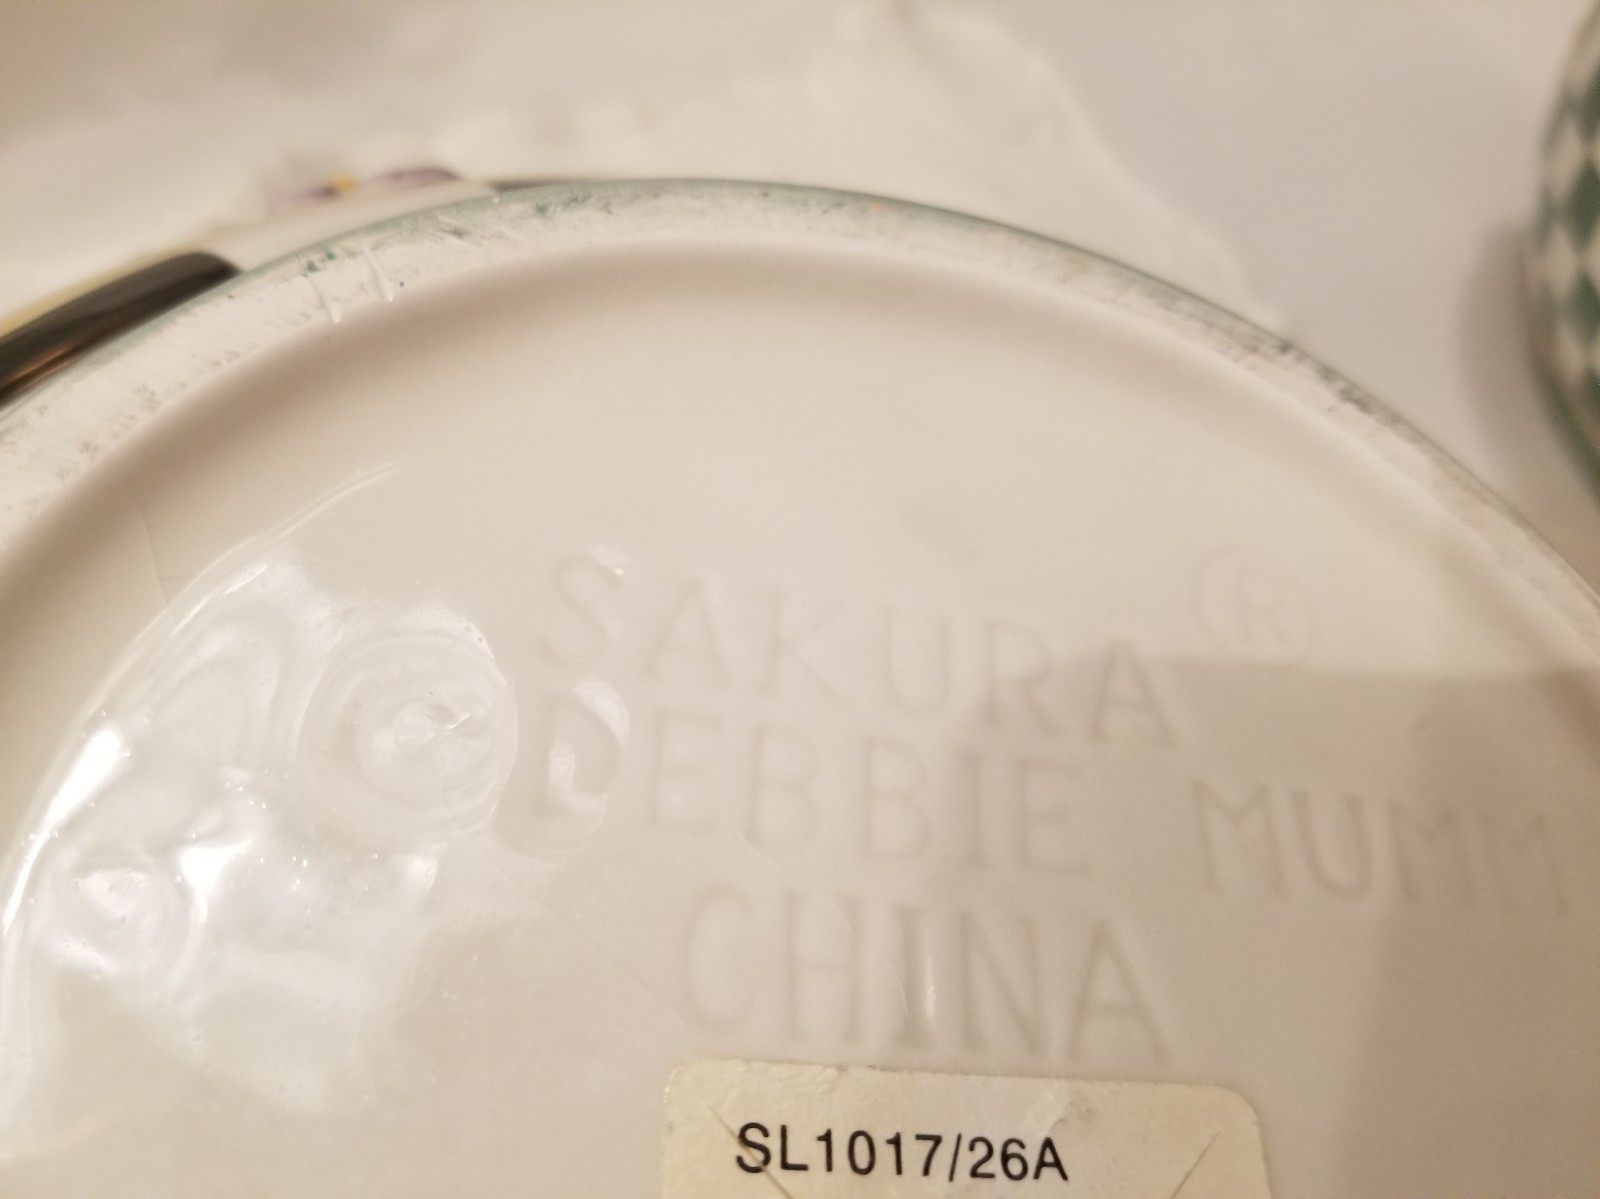 SAKURA ®
DEBBIE MUMM
CHINA
SL1017/26A